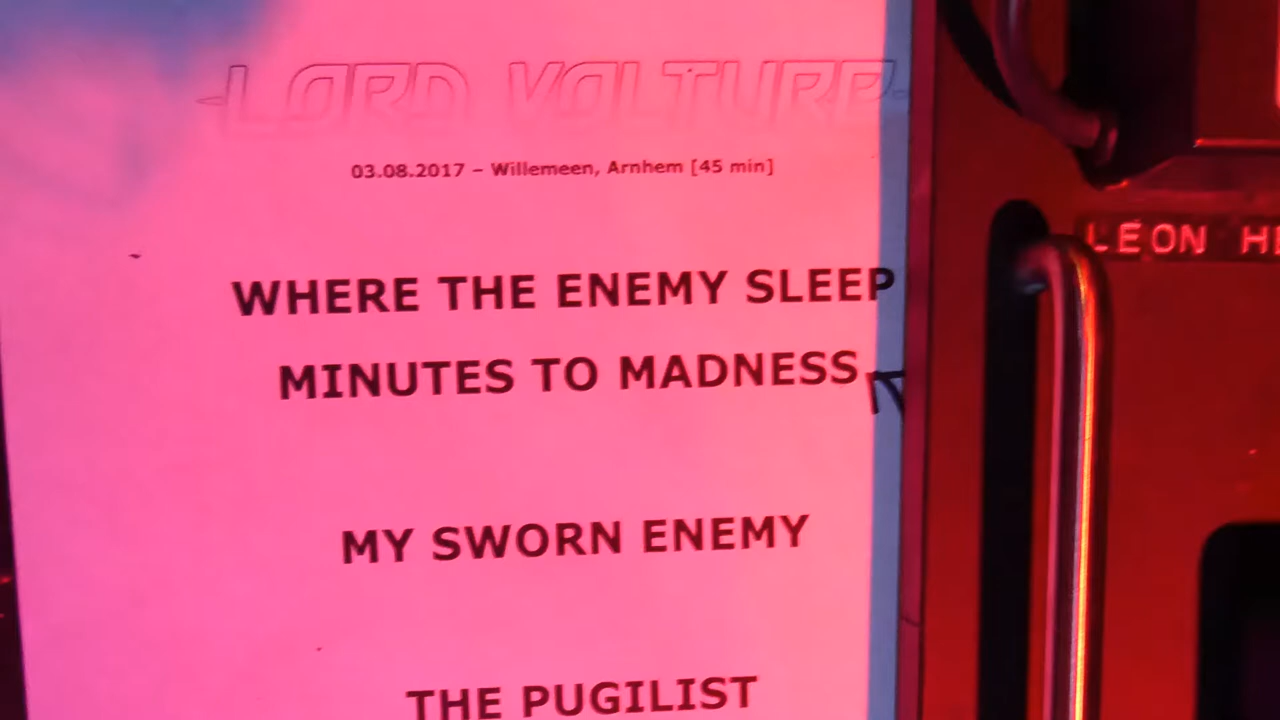 LORD VOLTURE
03.08.2017 – Willemeen, Arnhem [45 min]
WHERE THE ENEMY SLEEP
MINUTES TO MADNESS
MY SWORN ENEMY
THE PUGILIST
LEON HE